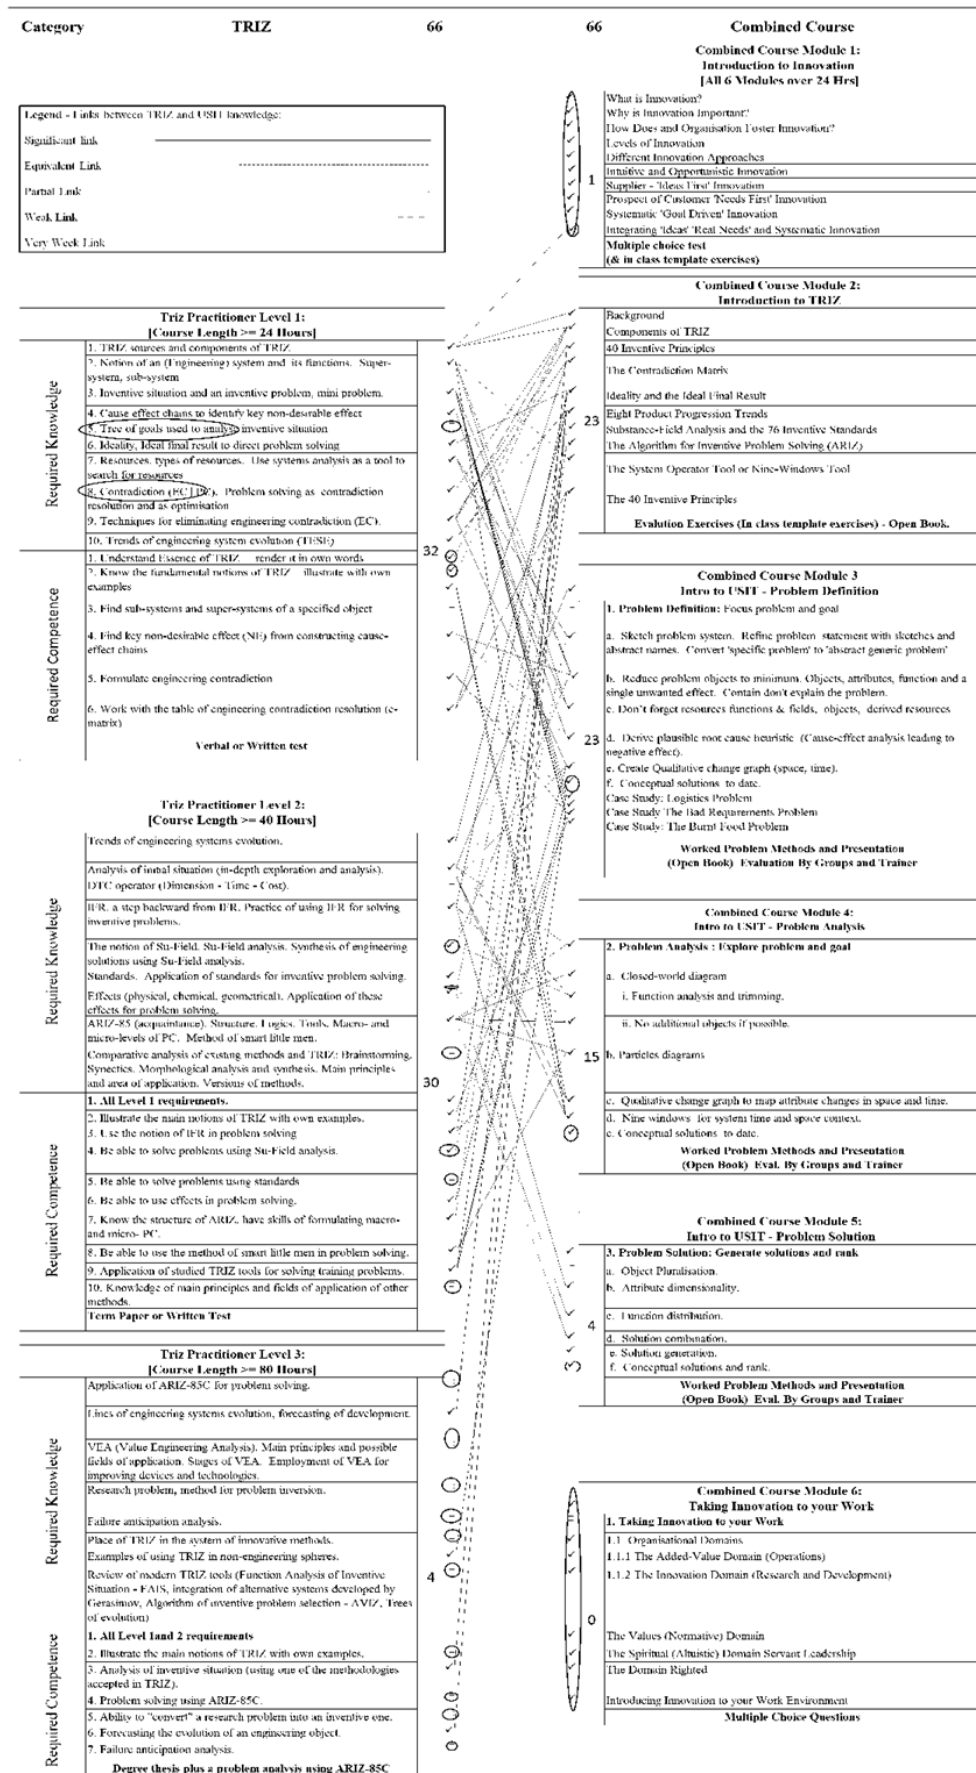 Category TRIZ 66 66 Combined Course
Combined Course Module 1:
Introduction to Innovation
[All 6 Modules over 24 Hrs]
Legend - Links between TRIZ and USIT knowledge:
Significant link
Equivalent Link
Partial Link
Weak Link
Very Week Link
What is Innovation?
Why is Innovation Important?
How Does and Organisation Foster Innovation?
Levels of Innovation
Different Innovation Approaches
Intuitive and Opportunistic Innovation
1
Supplier - 'Ideas First' Innovation
Prospect of Customer 'Needs First' Innovation
Systematic 'Goal Driven' Innovation
Integrating 'Ideas' 'Real Needs' and Systematic Innovation
Multiple choice test
(& in class template exercises)
Combined Course Module 2:
Introduction to TRIZ
Background
Components of TRIZ
40 Inventive Principles
The Contradiction Matrix
Ideality and the Ideal Final Result
23
Eight Product Progression Trends
Substance-Field Analysis and the 76 Inventive Standards
The Algorithm for Inventive Problem Solving (ARIZ)
The System Operator Tool or Nine-Windows Tool
The 40 Inventive Principles
Evalution Exercises (In class template exercises) - Open Book.
Triz Practitioner Level 1:
[Course Length >= 24 Hours]
Required Knowledge
1. TRIZ sources and components of TRIZ
2. Notion of an (Engineering) system and its functions. Super-
system, sub-system
3. Inventive situation and an inventive problem, mini problem.
4. Cause effect chains to identify key non-desirable effect
5. Tree of goals used to analyse inventive situation
6. Ideality, Ideal final result to direct problem solving
7. Resources, types of resources. Use systems analysis as a tool to
search for resources
8. Contradiction (EC | PC). Problem solving as contradiction
resolution and as optimisation
9. Techniques for eliminating engineering contradiction (EC).
10. Trends of engineering system evolution (TESE)
32
Required Competence
1. Understand Essence of TRIZ render it in own words
2. Know the fundamental notions of TRIZ illustrate with own
examples
3. Find sub-systems and super-systems of a specified object
4. Find key non-desirable effect (NE) from constructing cause-
effect chains
5. Formulate engineering contradiction
6. Work with the table of engineering contradiction resolution (c-
matrix)
Verbal or Written test
Combined Course Module 3
Intro to USIT - Problem Definition
1. Problem Definition: Focus problem and goal
a. Sketch problem system. Refine problem statement with sketches and
abstract names. Convert 'specific problem' to 'abstract generic problem'
b. Reduce problem objects to minimum. Objects, attributes, function and a
single unwanted effect. Contain don't explain the problem.
c. Don't forget resources functions & fields, objects, derived resources
23
d. Derive plausible root cause heuristic (Cause-effect analysis leading to
negative effect).
e. Create Qualitative change graph (space, time).
f. Conceptual solutions to date.
Case Study: Logistics Problem
Case Study The Bad Requirements Problem
Case Study: The Burnt Food Problem
Worked Problem Methods and Presentation
(Open Book) Evaluation By Groups and Trainer
Triz Practitioner Level 2:
[Course Length >= 40 Hours]
Required Knowledge
Trends of engineering systems evolution.
Analysis of initial situation (in-depth exploration and analysis).
DTC operator (Dimension - Time - Cost).
IFR, a step backward from IFR. Practice of using IFR for solving
inventive problems.
The notion of Su-Field. Su-Field analysis. Synthesis of engineering
solutions using Su-Field analysis.
Standards. Application of standards for inventive problem solving.
Effects (physical, chemical, geometrical). Application of these
effects for problem solving.
ARIZ-85 (acquaintance). Structure. Logics. Tools. Macro- and
micro-levels of PC. Method of smart little men.
Comparative analysis of existing methods and TRIZ: Brainstorming,
Synectics. Morphological analysis and synthesis. Main principles
and area of application. Versions of methods.
30
Required Competence
1. All Level 1 requirements.
2. Illustrate the main notions of TRIZ with own examples.
3. Use the notion of IFR in problem solving
4. Be able to solve problems using Su-Field analysis.
5. Be able to solve problems using standards
6. Be able to use effects in problem solving.
7. Know the structure of ARIZ, have skills of formulating macro-
and micro- PC.
8. Be able to use the method of smart little men in problem solving.
9. Application of studied TRIZ tools for solving training problems.
10. Knowledge of main principles and fields of application of other
methods.
Term Paper or Written Test
Combined Course Module 4:
Intro to USIT - Problem Analysis
2. Problem Analysis : Explore problem and goal
a. Closed-world diagram
i. Function analysis and trimming.
ii. No additional objects if possible.
15
b. Particles diagrams
c. Qualitative change graph to map attribute changes in space and time.
d. Nine windows for system time and space context.
e. Conceptual solutions to date.
Worked Problem Methods and Presentation
(Open Book) Eval. By Groups and Trainer
Combined Course Module 5:
Intro to USIT - Problem Solution
3. Problem Solution: Generate solutions and rank
a. Object Pluralisation.
b. Attribute dimensionality.
4
c. Function distribution.
d. Solution combination.
e. Solution generation.
f. Conceptual solutions and rank.
Worked Problem Methods and Presentation
(Open Book) Eval. By Groups and Trainer
Triz Practitioner Level 3:
[Course Length >= 80 Hours]
Required Knowledge
Application of ARIZ-85C for problem solving.
Lines of engineering systems evolution, forecasting of development.
VEA (Value Engineering Analysis). Main principles and possible
fields of application. Stages of VEA. Employment of VEA for
improving devices and technologies.
Research problem, method for problem inversion.
Failure anticipation analysis.
Place of TRIZ in the system of innovative methods.
Examples of using TRIZ in non-engineering spheres.
4
Review of modern TRIZ tools (Function Analysis of Inventive
Situation - FAIS, integration of alternative systems developed by
Gerasimov, Algorithm of inventive problem selection - AVIZ, Trees
of evolution)
Required Competence
1. All Level 1and 2 requirements
2. Illustrate the main notions of TRIZ with own examples.
3. Analysis of inventive situation (using one of the methodologies
accepted in TRIZ).
4. Problem solving using ARIZ-85C.
5. Ability to "convert" a research problem into an inventive one.
6. Forecasting the evolution of an engineering object.
7. Failure anticipation analysis.
Degree thesis plus a problem analysis using ARIZ-85C
Combined Course Module 6:
Taking Innovation to your Work
1. Taking Innovation to your Work
1.1 Organisational Domains
1.1.1 The Added-Value Domain (Operations)
1.1.2 The Innovation Domain (Research and Development)
0
The Values (Normative) Domain
The Spiritual (Altuistic) Domain Servant Leadership
The Domain Righted
Introducing Innovation to your Work Environment
Multiple Choice Questions